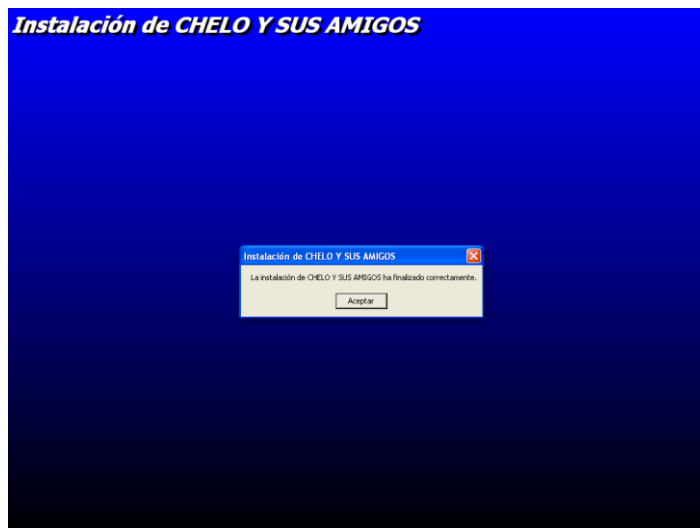 Instalación de CHELO Y SUS AMIGOS
Instalación de CHELO Y SUS AMIGOS
La instalación de CHELO Y SUS AMIGOS ha finalizado correctamente.
Aceptar